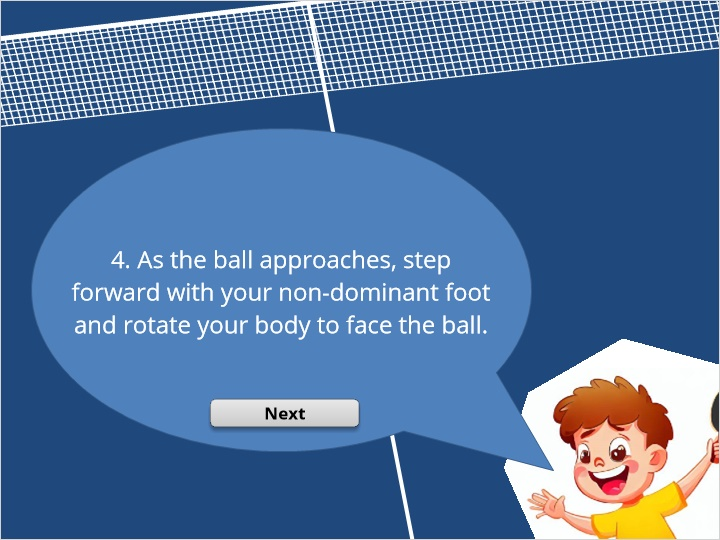 4. As the ball approaches, step
forward with your non-dominant foot
and rotate your body to face the ball.
Next